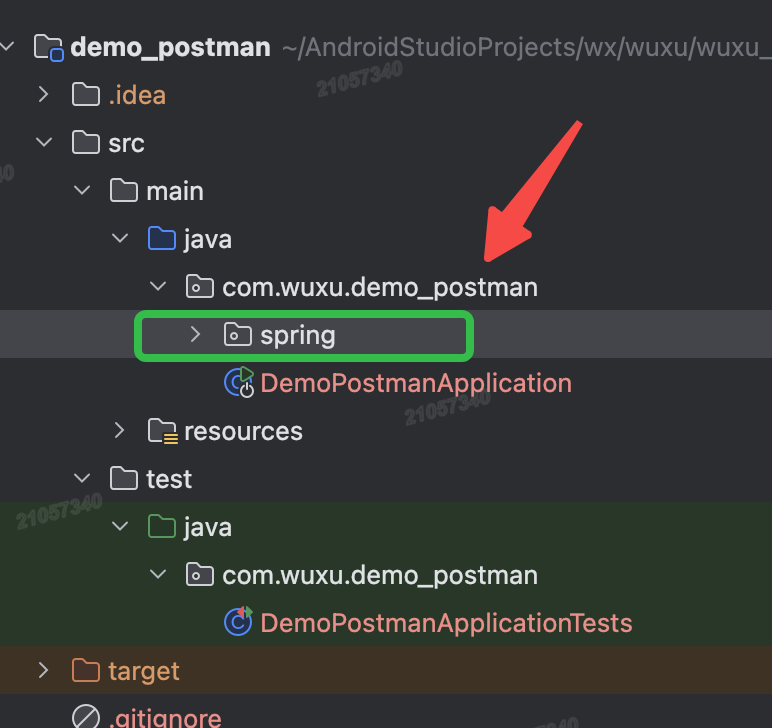 demo_postman ~/AndroidStudioProjects/wx/wuxu/wuxu_
21057340
.idea
src
main
java
com.wuxu.demo_postman
spring
DemoPostmanApplication
21057340
resources
test
21057340
java
com.wuxu.demo_postman
DemoPostmanApplicationTests
target
.gitignore